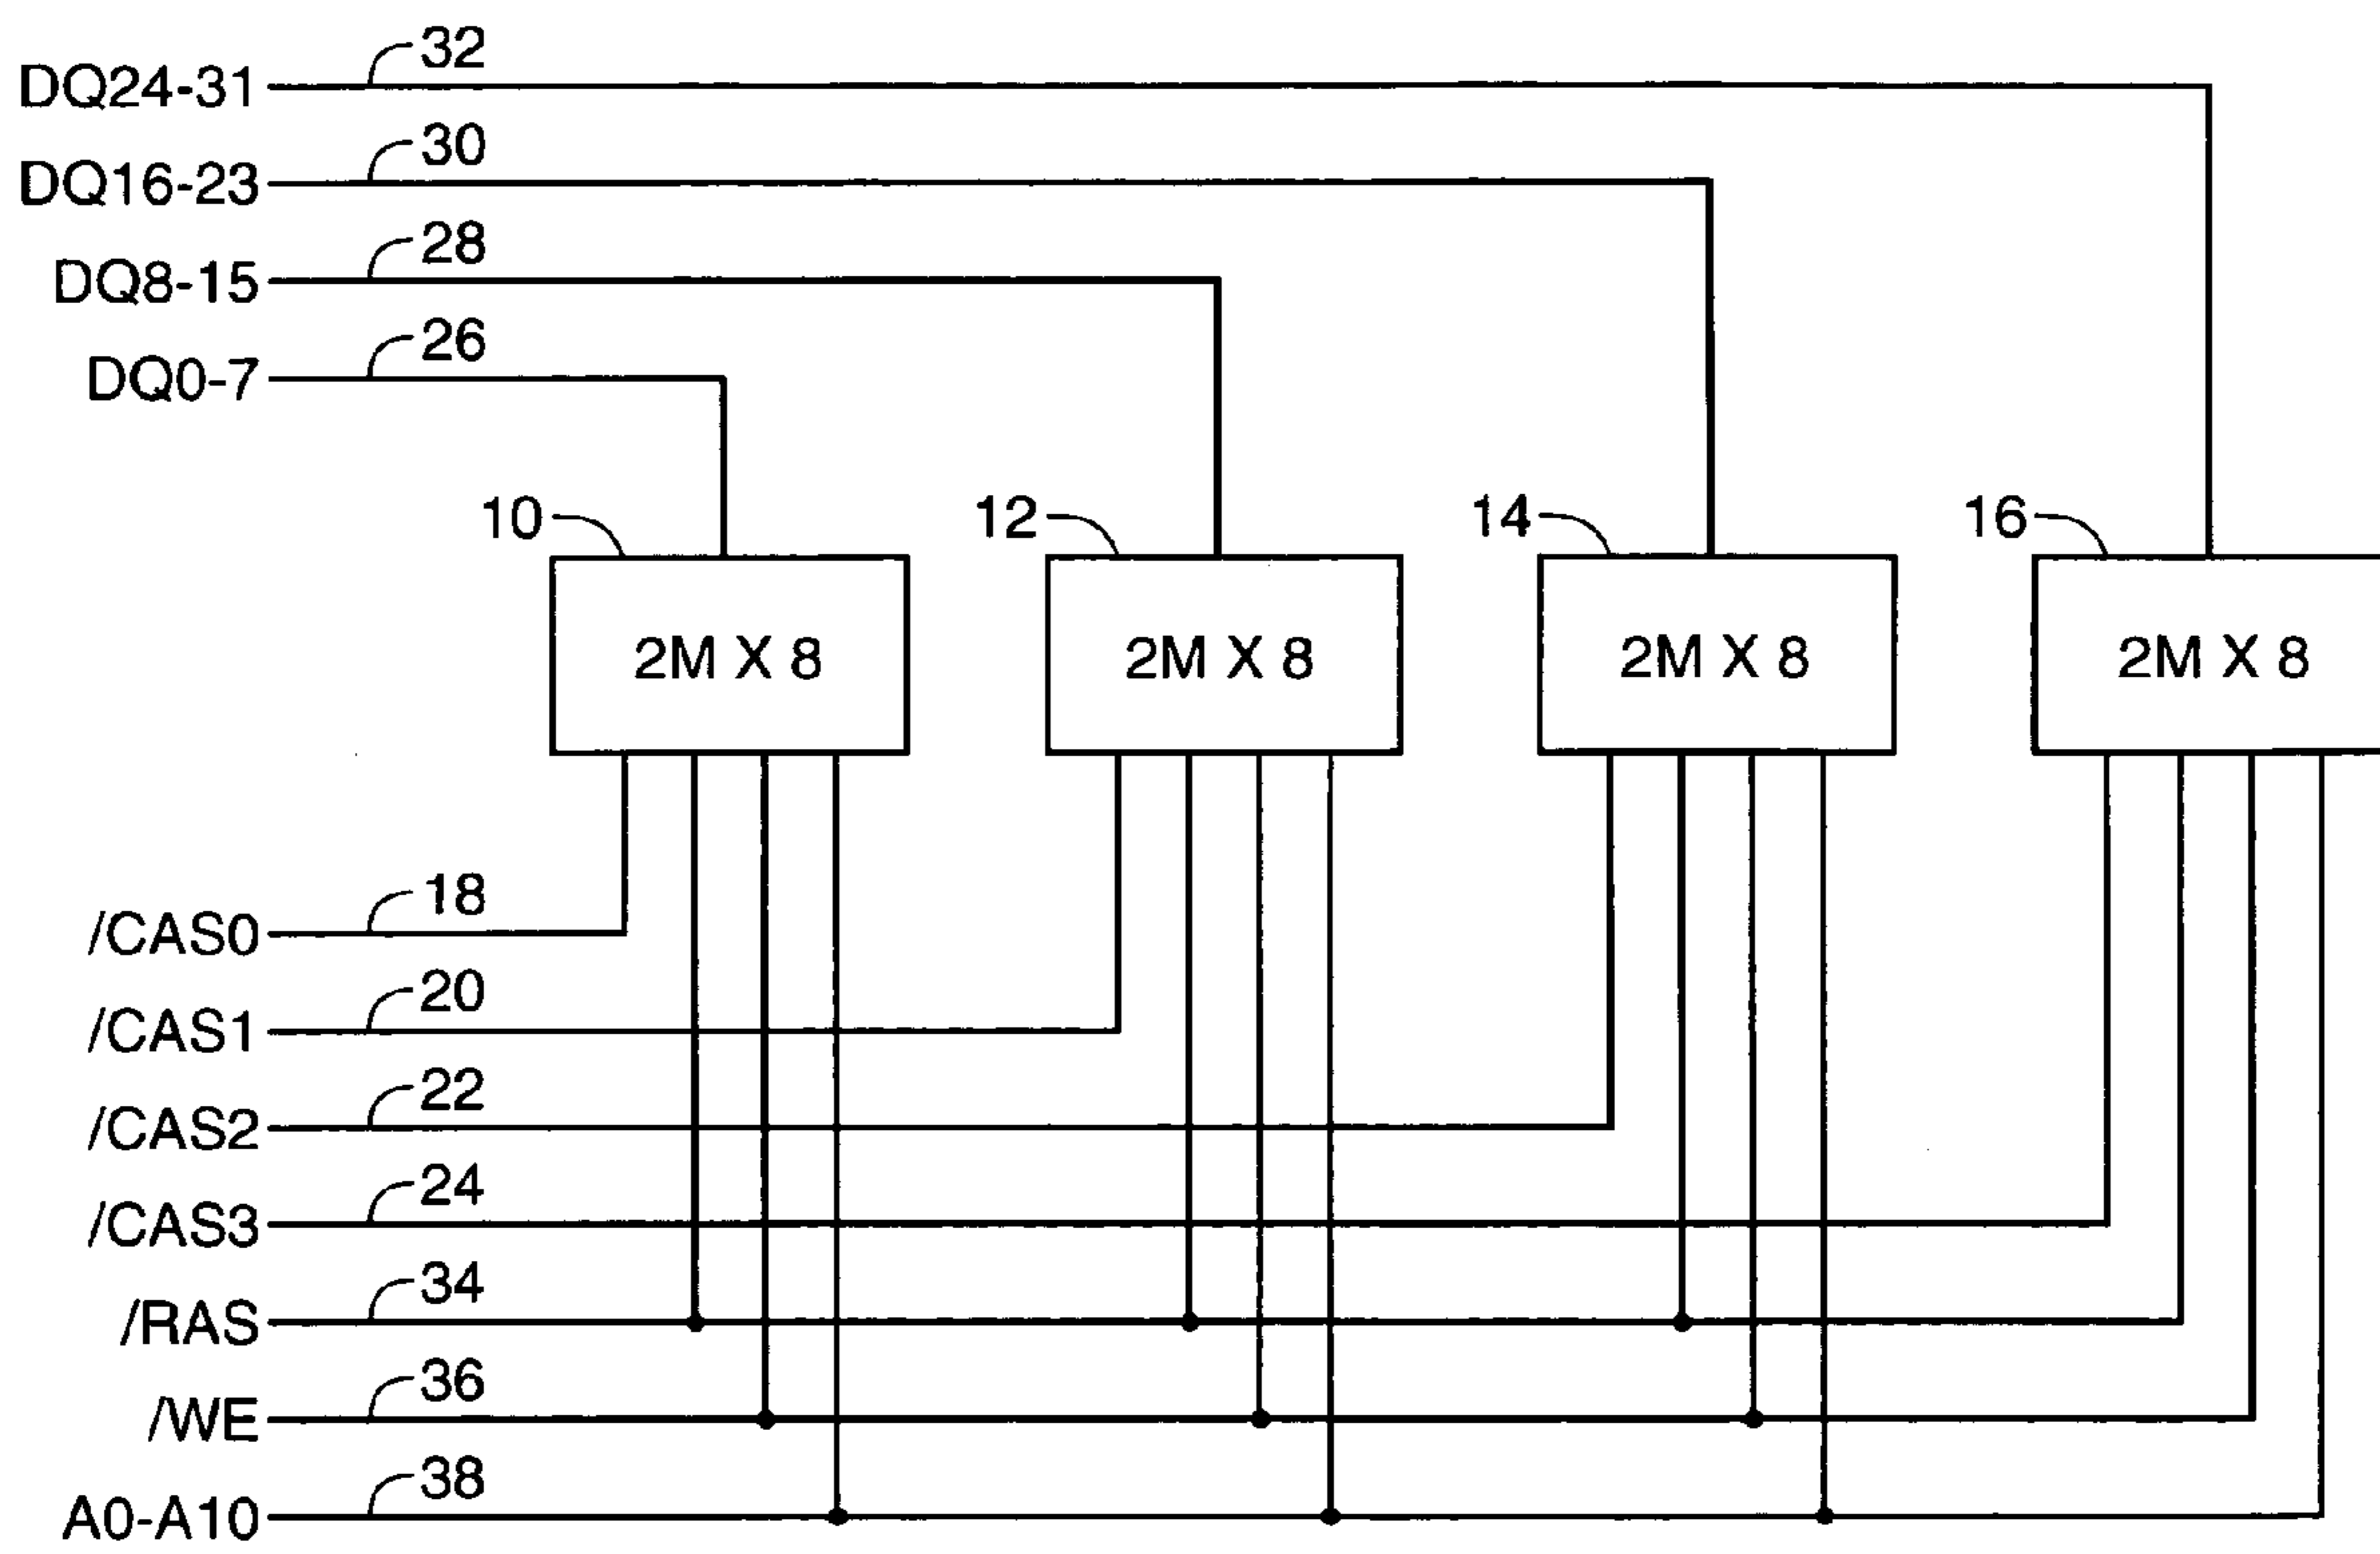 32
DQ24-31
30
DQ16-23
28
DQ8-15
26
DQ0-7
10 12 14 16
2M X 8 2M X 8 2M X 8 2M X 8
18
/CAS0
20
/CAS1
22
/CAS2
24
/CAS3
34
/RAS
36
/WE
38
A0-A10